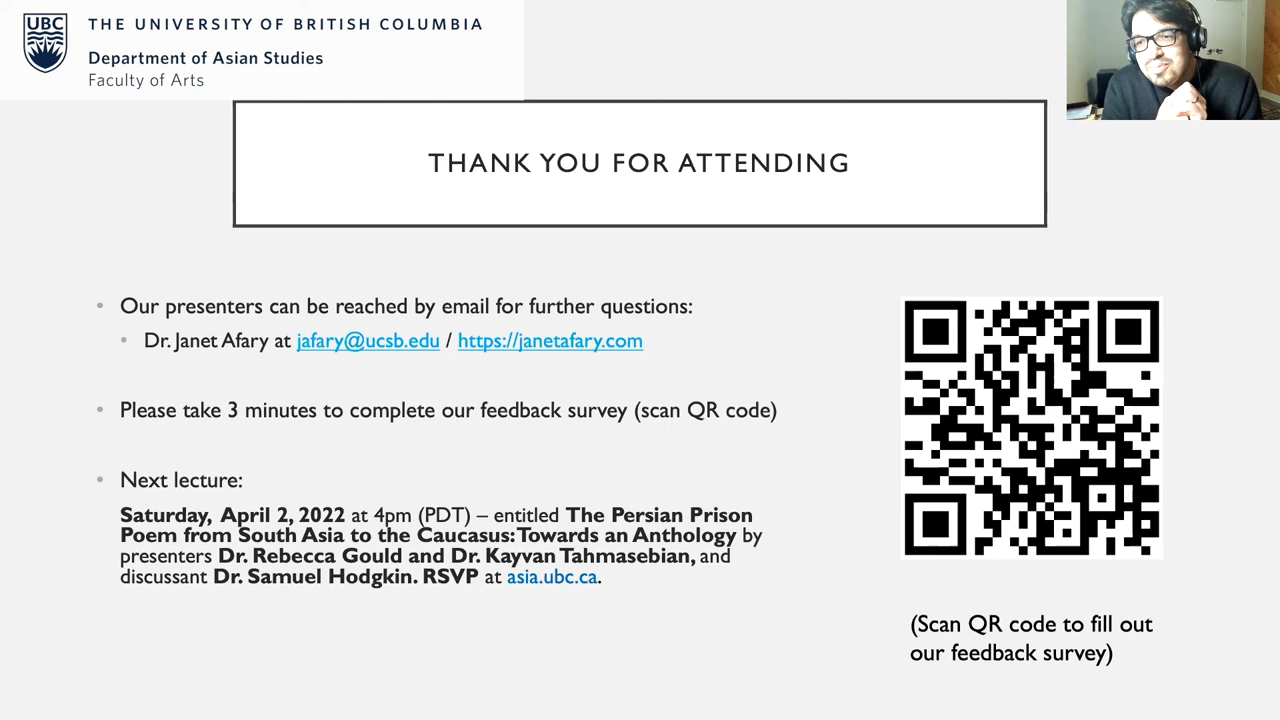 UBC
THE UNIVERSITY OF BRITISH COLUMBIA
Department of Asian Studies
Faculty of Arts
THANK YOU FOR ATTENDING
• Our presenters can be reached by email for further questions:
• Dr. Janet Afary at jafary@ucsb.edu / https://janetafary.com
• Please take 3 minutes to complete our feedback survey (scan QR code)
• Next lecture:
Saturday, April 2, 2022 at 4pm (PDT) – entitled The Persian Prison
Poem from South Asia to the Caucasus: Towards an Anthology by
presenters Dr. Rebecca Gould and Dr. Kayvan Tahmasebian, and
discussant Dr. Samuel Hodgkin. RSVP at asia.ubc.ca.
(Scan QR code to fill out
our feedback survey)